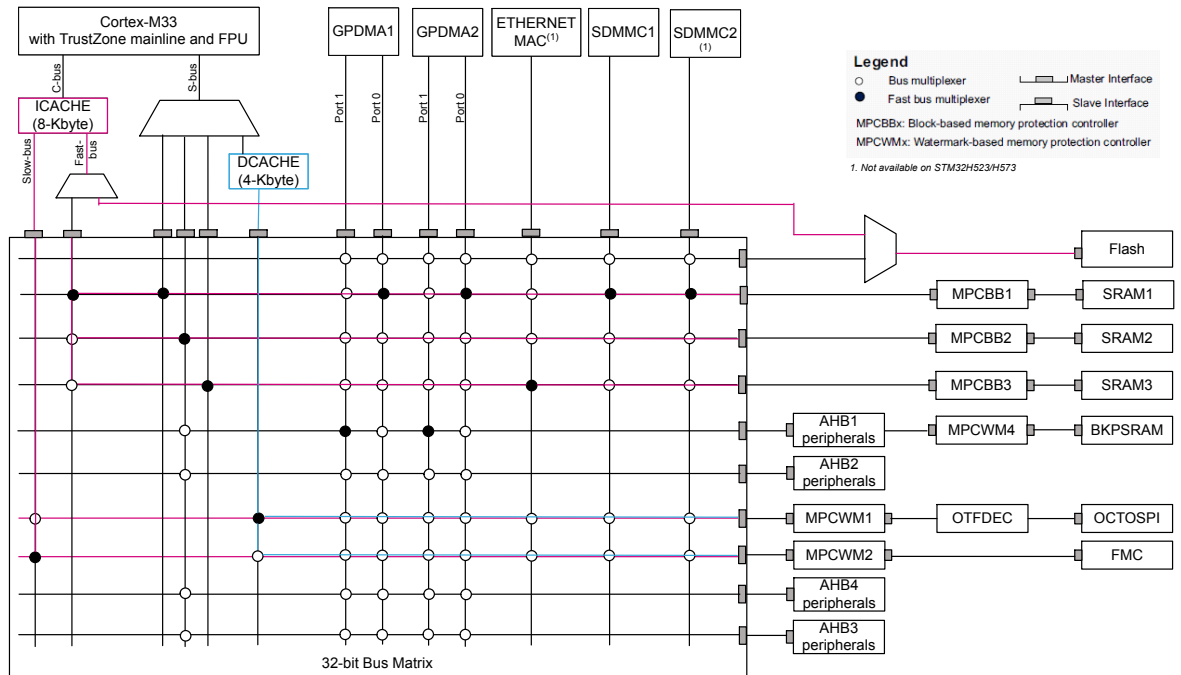 Cortex-M33
with TrustZone mainline and FPU
GPDMA1
GPDMA2
ETHERNET
MAC(1)
SDMMC1
SDMMC2
(1)
C-bus
S-bus
Port 1
Port 0
Port 1
Port 0
Legend
Bus multiplexer
Fast bus multiplexer
Master Interface
Slave Interface
MPCBBx: Block-based memory protection controller
MPCWMx: Watermark-based memory protection controller
1. Not available on STM32H523/H573
ICACHE
(8-Kbyte)
Slow-bus
Fast-
bus
DCACHE
(4-Kbyte)
Flash
MPCBB1
SRAM1
MPCBB2
SRAM2
MPCBB3
SRAM3
AHB1
peripherals
MPCWM4
BKPSRAM
AHB2
peripherals
MPCWM1
OTFDEC
OCTOSPI
MPCWM2
FMC
AHB4
peripherals
AHB3
peripherals
32-bit Bus Matrix